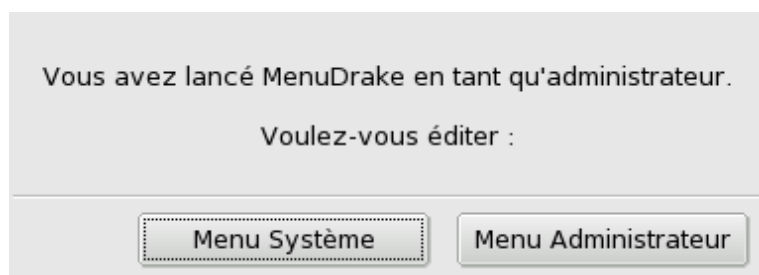 Vous avez lancé MenuDrake en tant qu'administrateur.
Voulez-vous éditer :
Menu Système Menu Administrateur